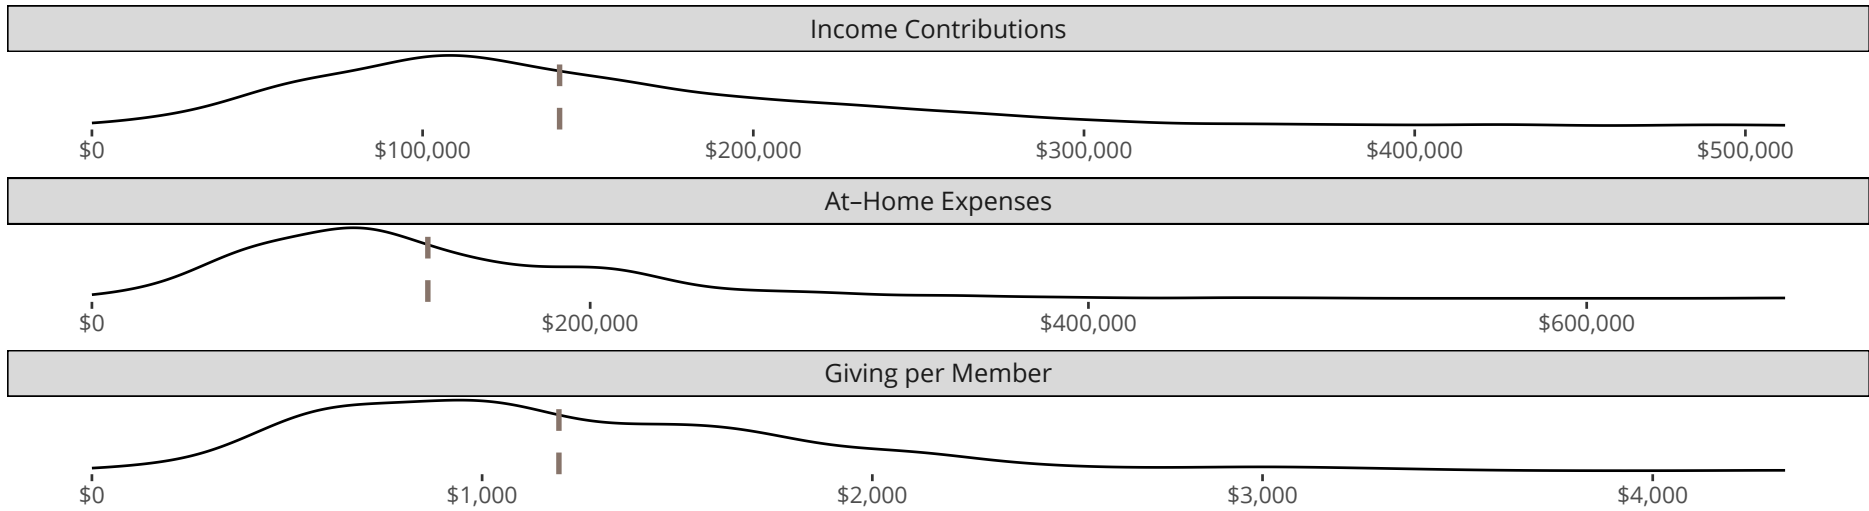 Income Contributions
$0 $100,000 $200,000 $300,000 $400,000 $500,000
At–Home Expenses
$0 $200,000 $400,000 $600,000
Giving per Member
$0 $1,000 $2,000 $3,000 $4,000